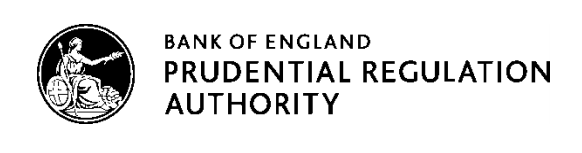 BANK OF ENGLAND
PRUDENTIAL REGULATION
AUTHORITY